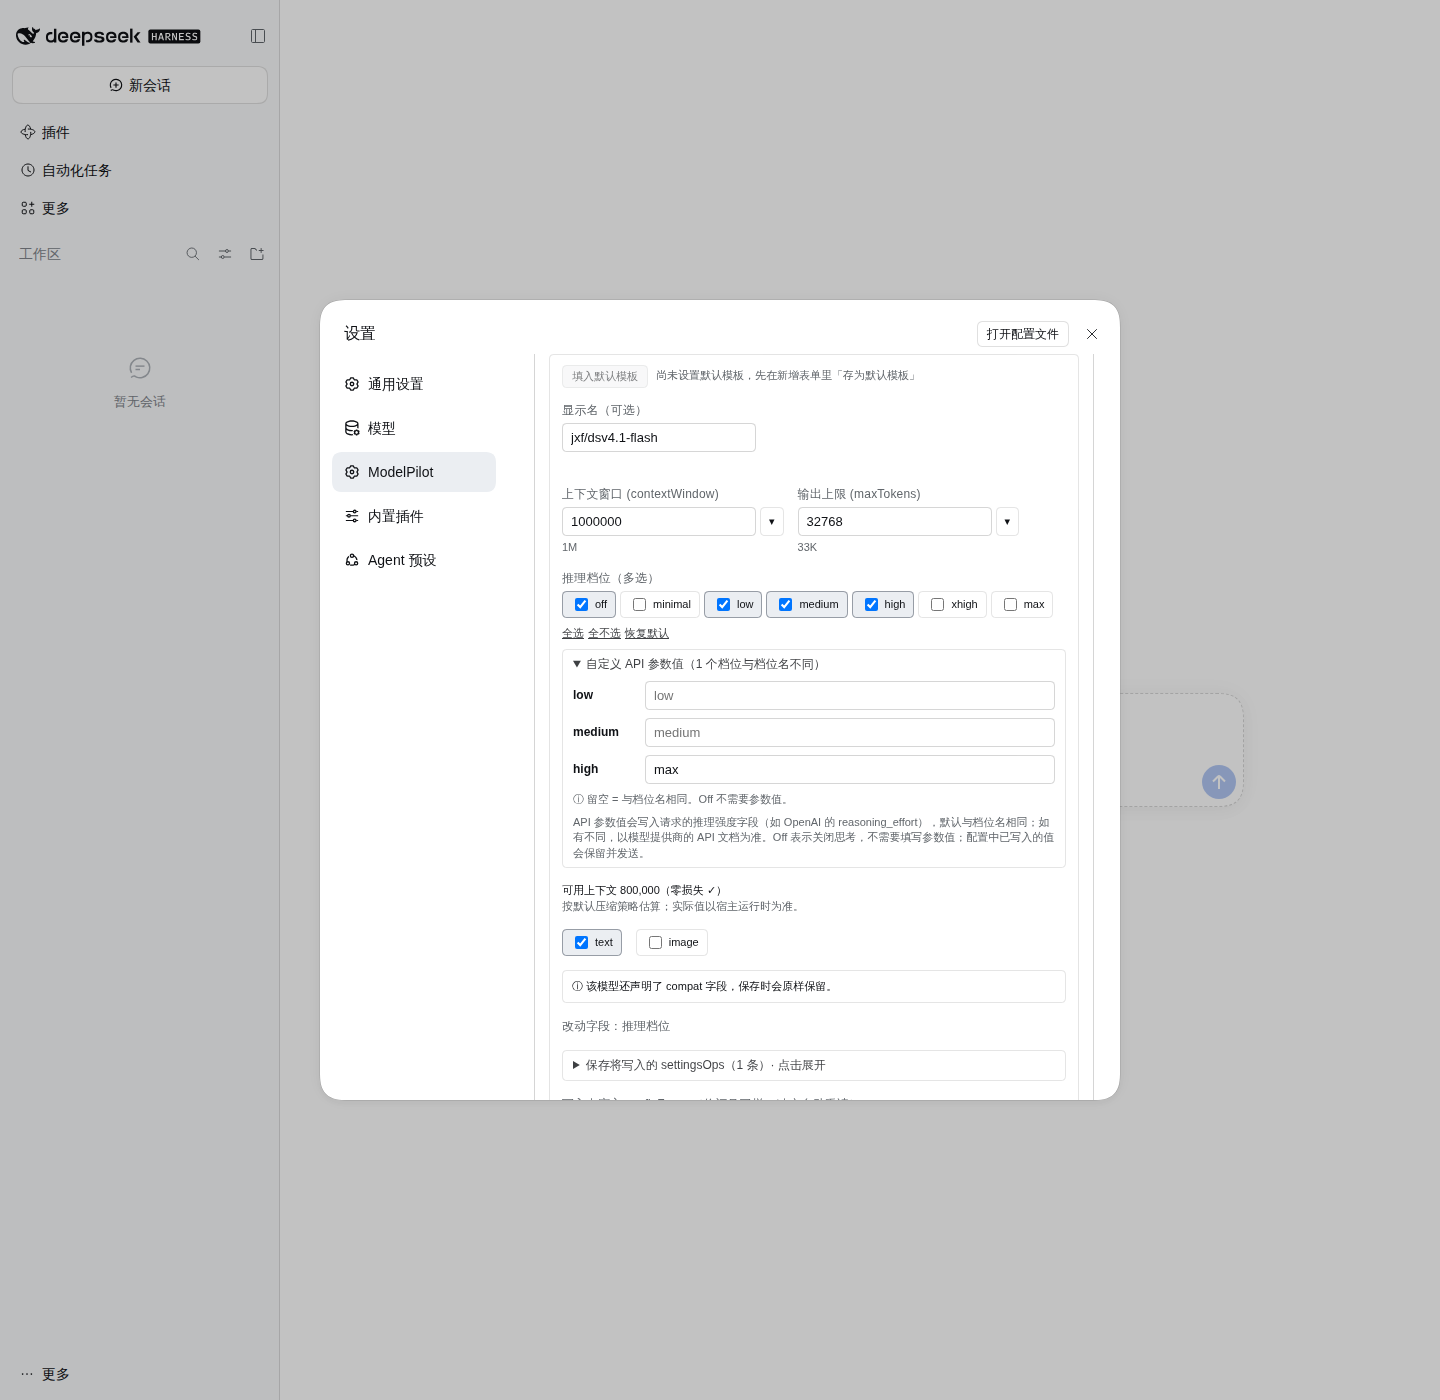 deepseek HARNESS
新会话
插件
自动化任务
更多
工作区
暂无会话
更多
设置
打开配置文件
通用设置
模型
ModelPilot
内置插件
Agent 预设
填入默认模板 尚未设置默认模板，先在新增表单里「存为默认模板」
显示名（可选）
jxf/dsv4.1-flash
上下文窗口 (contextWindow) 输出上限 (maxTokens)
1000000 ▾ 32768 ▾
1M 33K
推理档位（多选）
off minimal low medium high xhigh max
全选 全不选 恢复默认
▼ 自定义 API 参数值（1 个档位与档位名不同）
low low
medium medium
high max
ⓘ 留空 = 与档位名相同。Off 不需要参数值。
API 参数值会写入请求的推理强度字段（如 OpenAI 的 reasoning_effort），默认与档位名相同；如
有不同，以模型提供商的 API 文档为准。Off 表示关闭思考，不需要填写参数值；配置中已写入的值
会保留并发送。
可用上下文 800,000（零损失 ✓）
按默认压缩策略估算；实际值以宿主运行时为准。
text image
ⓘ 该模型还声明了 compat 字段，保存时会原样保留。
改动字段：推理档位
▶ 保存将写入的 settingsOps（1 条）· 点击展开